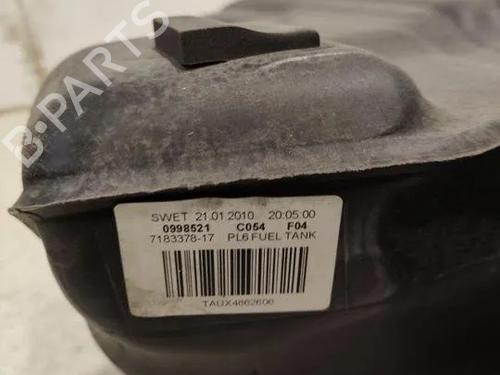 B-PARTS
SWET 21.01.2010 20:05:00
0998521 C054 F04
7183378-17 PL6 FUEL TANK
TAUX4862606